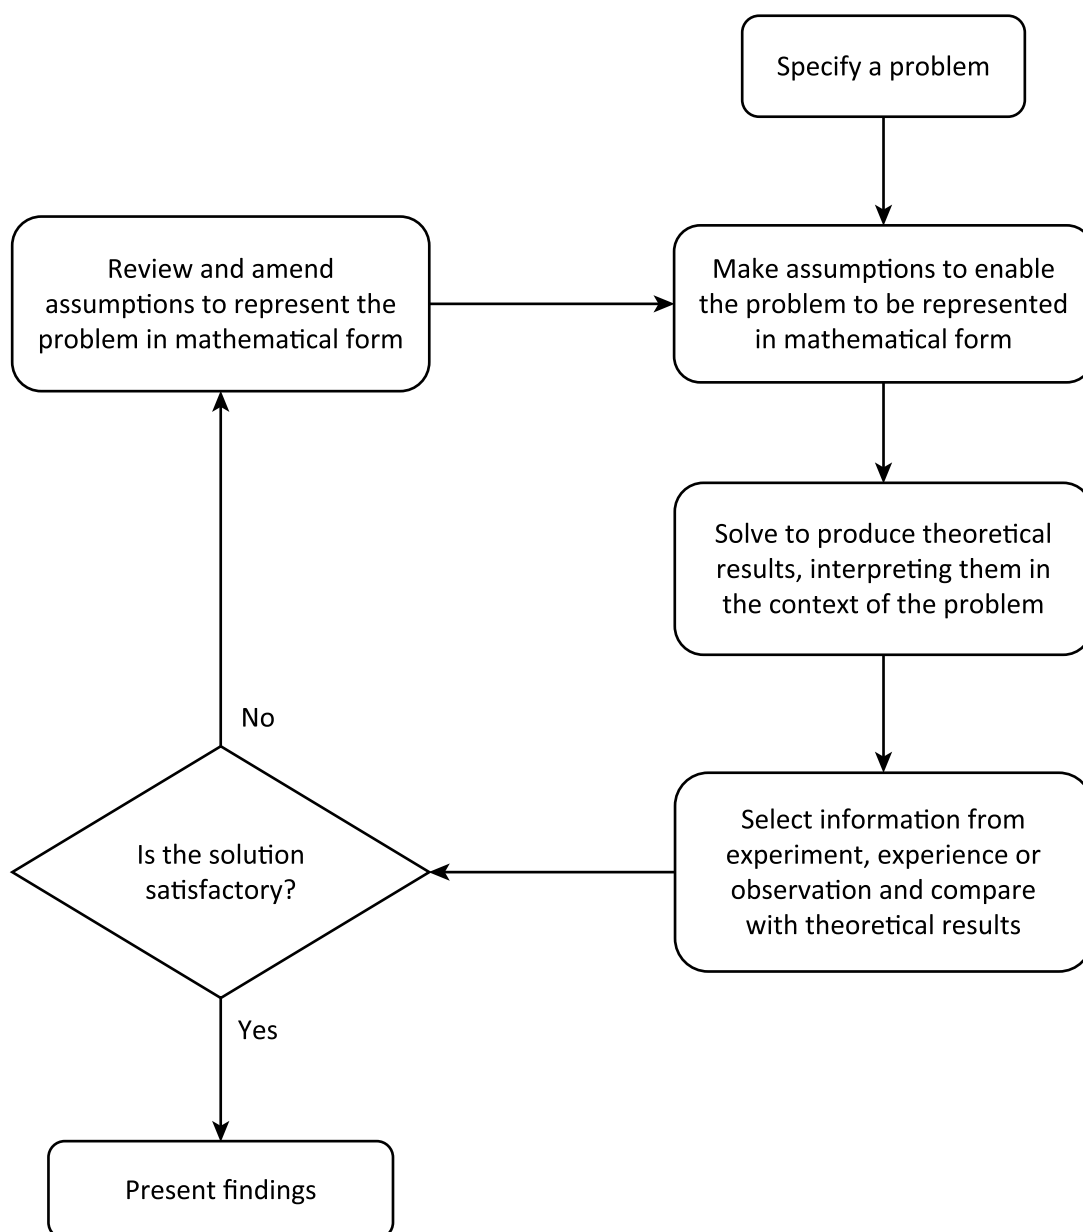 Specify a problem
Make assumptions to enable
the problem to be represented
in mathematical form
Solve to produce theoretical
results, interpreting them in
the context of the problem
Select information from
experiment, experience or
observation and compare
with theoretical results
Is the solution
satisfactory?
No
Review and amend
assumptions to represent the
problem in mathematical form
Yes
Present findings